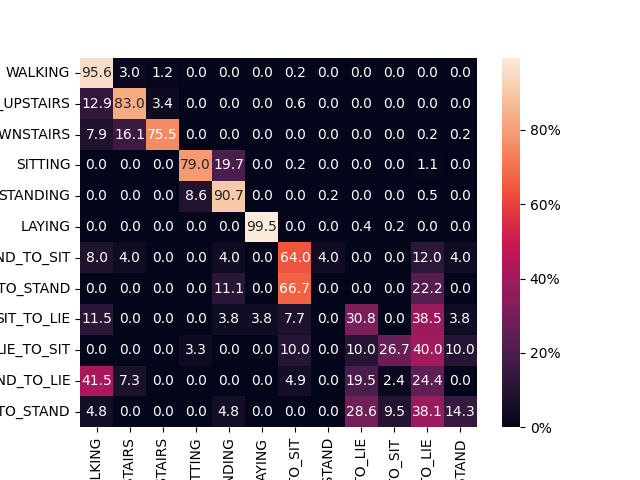 WALKING 95.6 3.0 1.2 0.0 0.0 0.0 0.2 0.0 0.0 0.0 0.0 0.0
_UPSTAIRS 12.9 83.0 3.4 0.0 0.0 0.0 0.6 0.0 0.0 0.0 0.0 0.0
WNSTAIRS 7.9 16.1 75.5 0.0 0.0 0.0 0.0 0.0 0.0 0.0 0.2 0.2
SITTING 0.0 0.0 0.0 79.0 19.7 0.0 0.2 0.0 0.0 0.0 1.1 0.0
STANDING 0.0 0.0 0.0 8.6 90.7 0.0 0.0 0.2 0.0 0.0 0.5 0.0
LAYING 0.0 0.0 0.0 0.0 0.0 99.5 0.0 0.0 0.4 0.2 0.0 0.0
ND_TO_SIT 8.0 4.0 0.0 0.0 4.0 0.0 64.0 4.0 0.0 0.0 12.0 4.0
TO_STAND 0.0 0.0 0.0 0.0 11.1 0.0 66.7 0.0 0.0 0.0 22.2 0.0
SIT_TO_LIE 11.5 0.0 0.0 0.0 3.8 3.8 7.7 0.0 30.8 0.0 38.5 3.8
LIE_TO_SIT 0.0 0.0 0.0 3.3 0.0 0.0 10.0 0.0 10.0 26.7 40.0 10.0
ND_TO_LIE 41.5 7.3 0.0 0.0 0.0 0.0 4.9 0.0 19.5 2.4 24.4 0.0
TO_STAND 4.8 0.0 0.0 0.0 4.8 0.0 0.0 0.0 28.6 9.5 38.1 14.3
LKING
TAIRS
TAIRS
TTING
NDING
AYING
TO_SIT
STAND
TO_LIE
TO_SIT
TO_LIE
TAND
80%
60%
40%
20%
0%